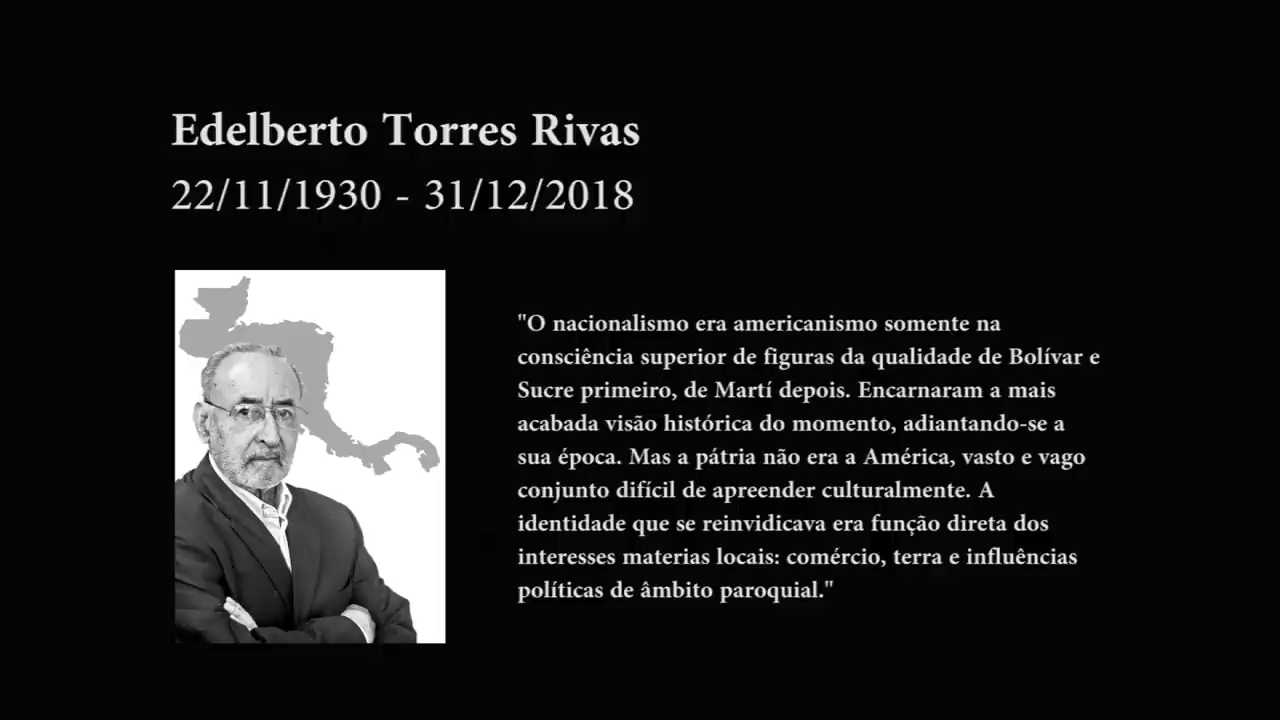 Edelberto Torres Rivas
22/11/1930 - 31/12/2018
"O nacionalismo era americanismo somente na
consciência superior de figuras da qualidade de Bolívar e
Sucre primeiro, de Martí depois. Encarnaram a mais
acabada visão histórica do momento, adiantando-se a
sua época. Mas a pátria não era a América, vasto e vago
conjunto difícil de apreender culturalmente. A
identidade que se reinvidicava era função direta dos
interesses materias locais: comércio, terra e influências
políticas de âmbito paroquial."